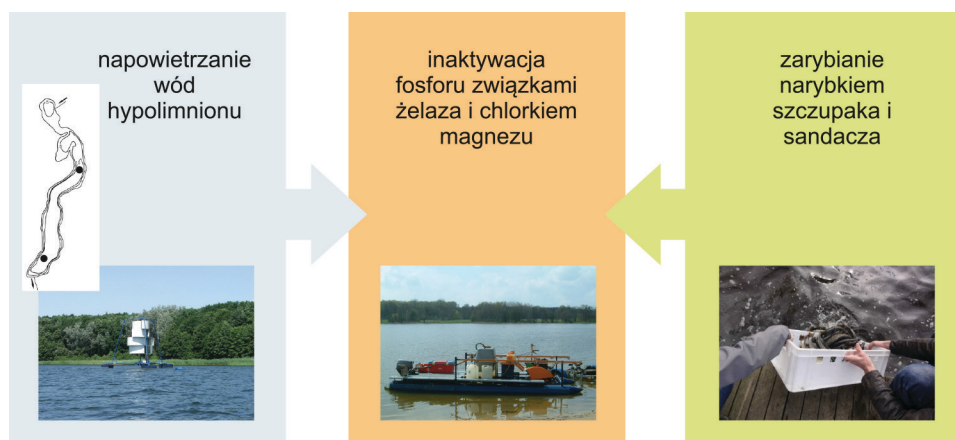 napowietrzanie
wód
hypolimnionu
inaktywacja
fosforu związkami
żelaza i chlorkiem
magnezu
zarybianie
narybkiem
szczupaka i
sandacza